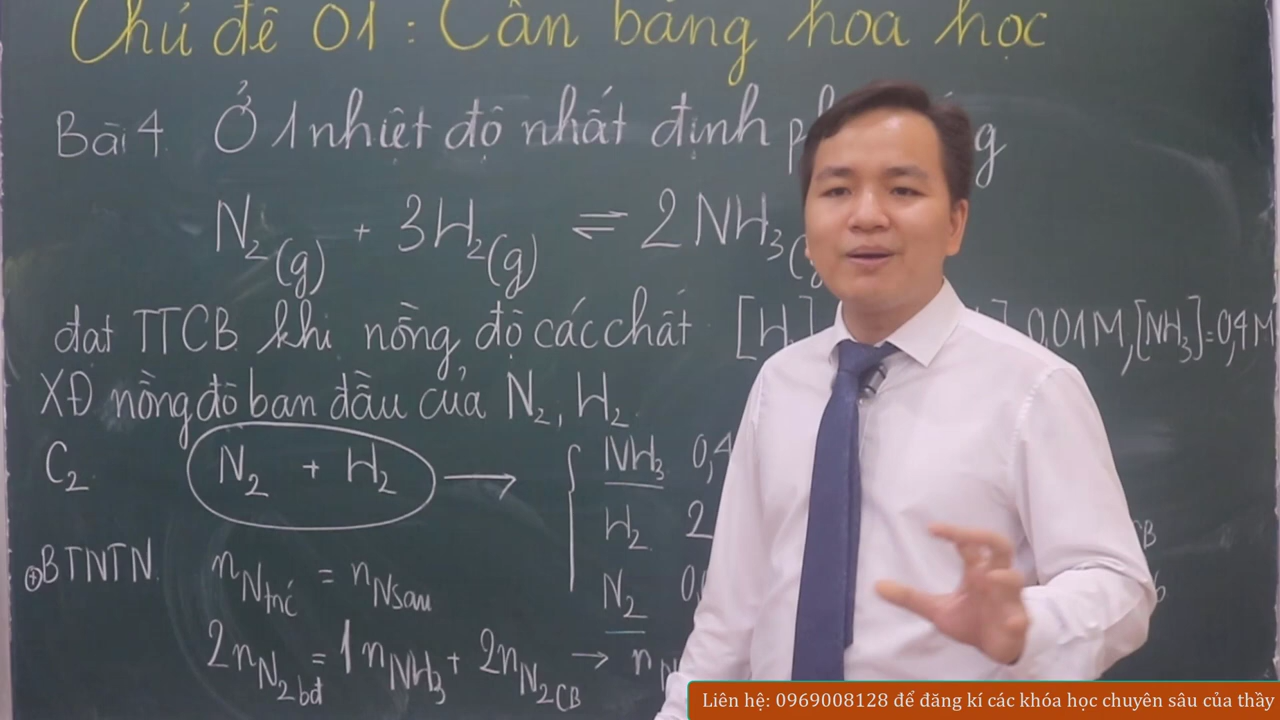 Chủ đề 01: Cân bằng hoá học
Bài 4. Ở 1 nhiệt độ nhất định
N₂(g) + 3H₂(g) ⇌ 2NH₃(
đạt TTCB khi nồng độ các chất [H₂] 0,01M, [NH₃]=0,4M
XĐ nồng độ ban đầu của N₂, H₂
C₂ N₂ + H₂ → { NH₃ 0,4
H₂ 2
N₂ 0,
⊕BTNTN. nNtrć = nNsau
2nN₂bđ = 1nNH₃ + 2nN₂CB → n
Liên hệ: 0969008128 để đăng kí các khóa học chuyên sâu của thầy